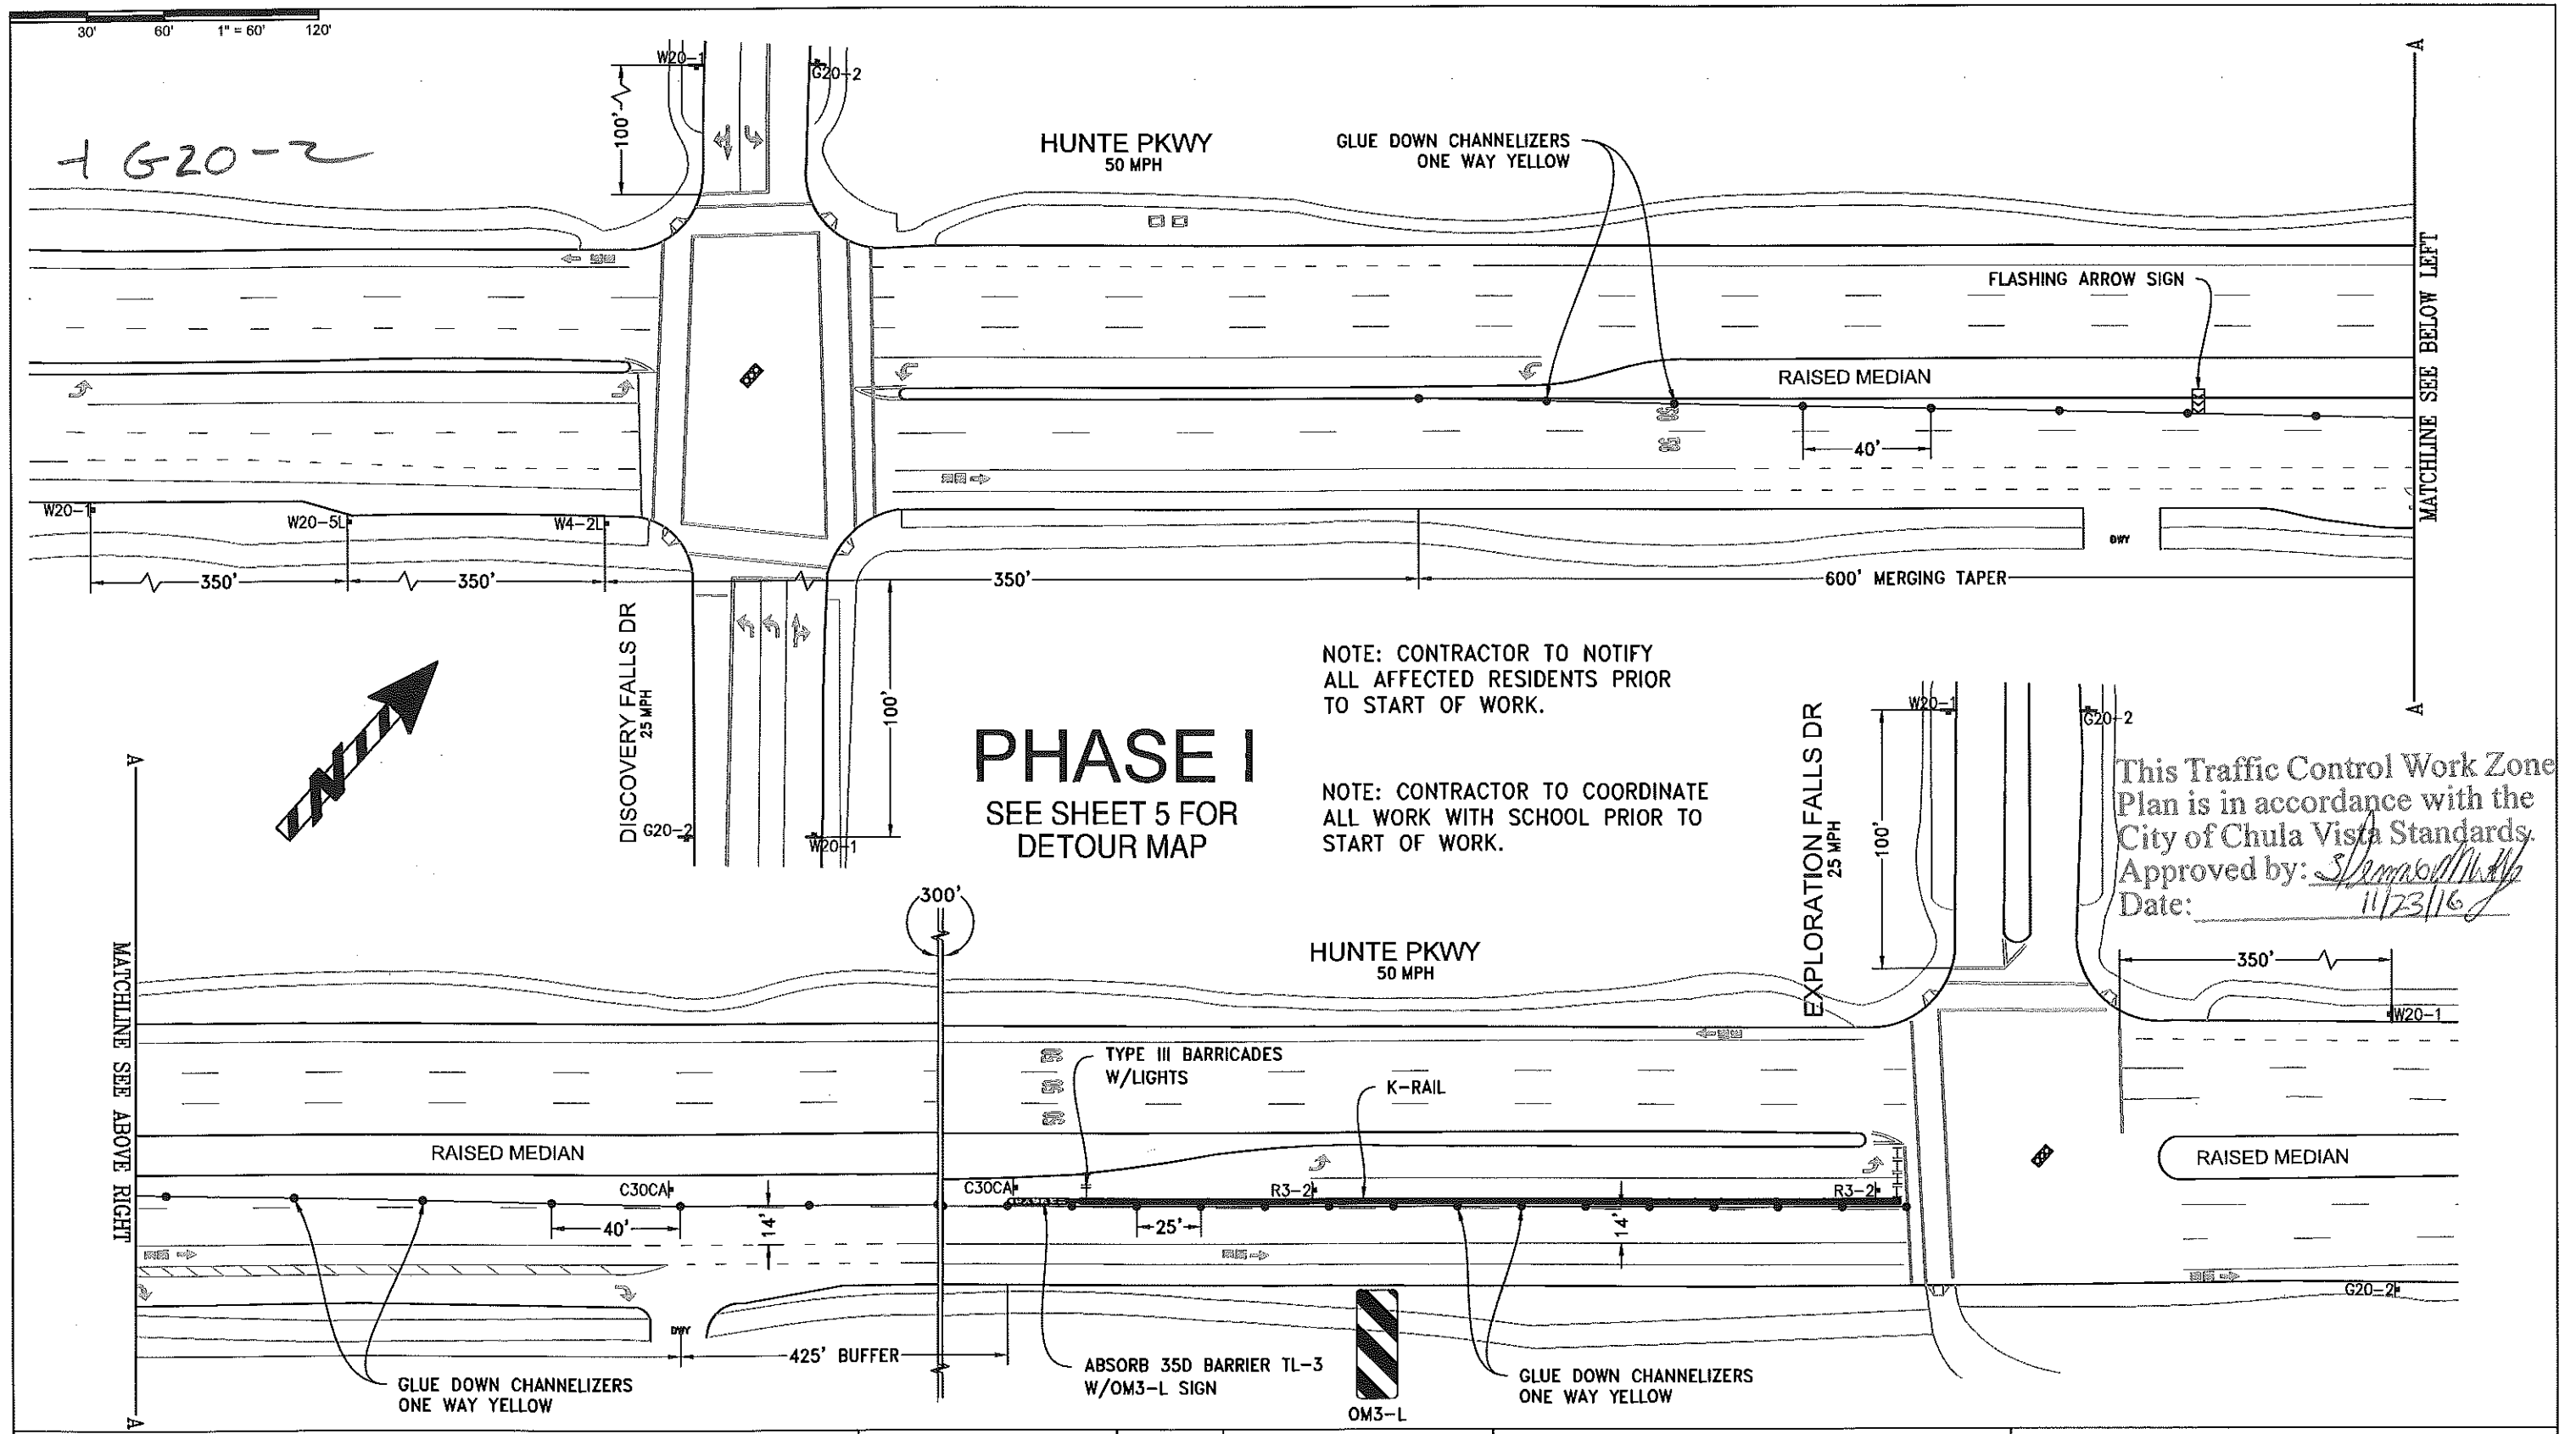 30' 60' 1" = 60' 120'
W20-1
G20-2
100'
G20-2
HUNTE PKWY
50 MPH
GLUE DOWN CHANNELIZERS
ONE WAY YELLOW
A
FLASHING ARROW SIGN
MATCHLINE SEE BELOW LEFT
RAISED MEDIAN
40'
W20-1
W20-5L
W4-2L
DWY
350'
350'
350'
600' MERGING TAPER
A
DISCOVERY FALLS DR
25 MPH
100'
G20-2
W20-1
N
PHASE I
SEE SHEET 5 FOR
DETOUR MAP
NOTE: CONTRACTOR TO NOTIFY
ALL AFFECTED RESIDENTS PRIOR
TO START OF WORK.
NOTE: CONTRACTOR TO COORDINATE
ALL WORK WITH SCHOOL PRIOR TO
START OF WORK.
EXPLORATION FALLS DR
25 MPH
W20-1
G20-2
100'
This Traffic Control Work Zone
Plan is in accordance with the
City of Chula Vista Standards.
Approved by:
Date: 11/23/16
A
MATCHLINE SEE ABOVE RIGHT
300'
HUNTE PKWY
50 MPH
350'
W20-1
TYPE III BARRICADES
W/LIGHTS
K-RAIL
RAISED MEDIAN
RAISED MEDIAN
C30CA
C30CA
R3-2
R3-2
40'
14'
25'
14'
G20-2
DWY
425' BUFFER
GLUE DOWN CHANNELIZERS
ONE WAY YELLOW
ABSORB 35D BARRIER TL-3
W/OM3-L SIGN
OM3-L
GLUE DOWN CHANNELIZERS
ONE WAY YELLOW
A